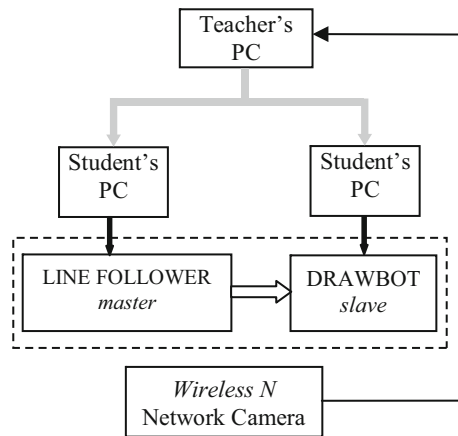 Teacher’s
PC
Student’s
PC
Student’s
PC
LINE FOLLOWER
master
DRAWBOT
slave
Wireless N
Network Camera